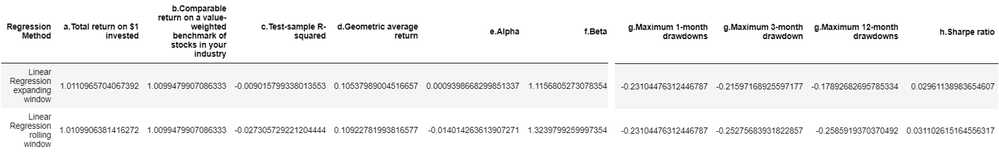 Regression Method a.Total return on $1 invested b.Comparable return on a value-weighted benchmark of stocks in your industry c.Test-sample R-squared d.Geometric average return e.Alpha f.Beta g.Maximum 1-month drawdowns g.Maximum 3-month drawdown g.Maximum 12-month drawdowns h.Sharpe ratio
Linear Regression expanding window 1.0110965704067392 1.0099479907086333 -0.009015799338013553 0.10537989004516657 0.0009398668299851337 1.1156805273078354 -0.23104476312446787 -0.21597168925597177 -0.17892682695785334 0.02961138983654607
Linear Regression rolling window 1.0109906381416272 1.0099479907086333 -0.027305729221204444 0.10922781993816577 -0.014014263613907271 1.3239799259997354 -0.23104476312446787 -0.25275683931822857 -0.2585919370370492 0.031102615164556317